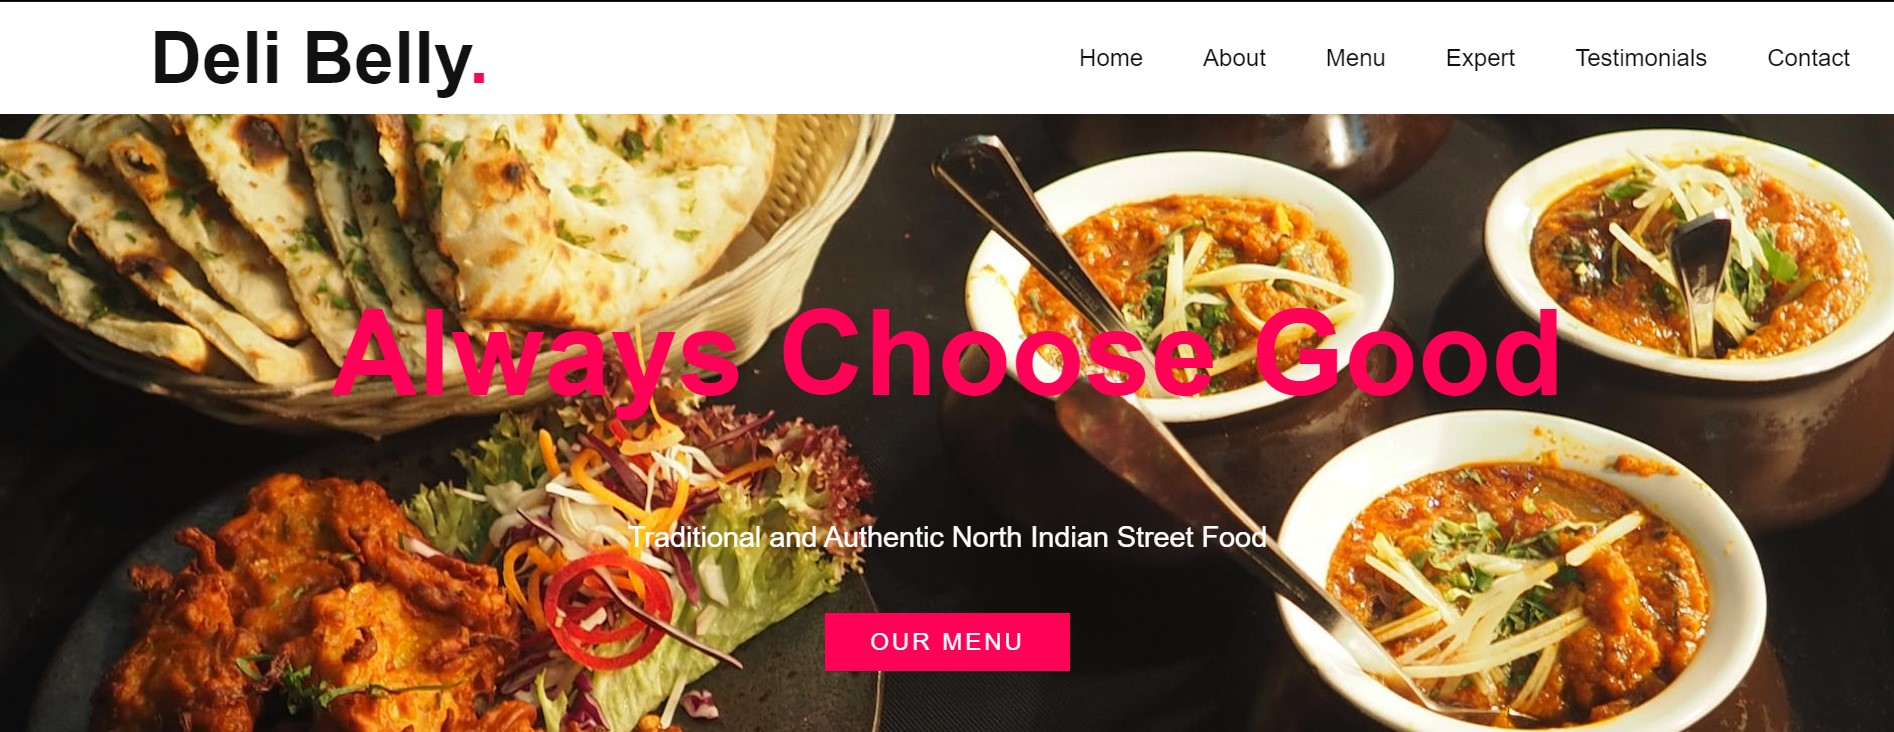 Deli Belly.
Home About Menu Expert Testimonials Contact
Always Choose Good
Traditional and Authentic North Indian Street Food
OUR MENU